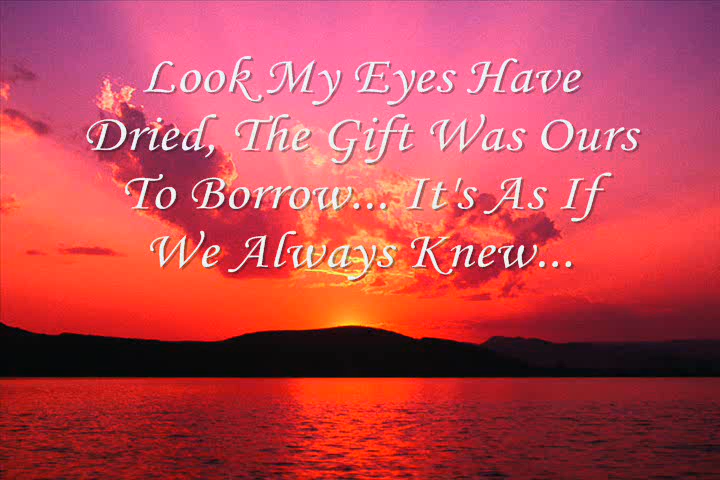 Look My Eyes Have
Dried, The Gift Was Ours
To Borrow... It's As If
We Always Knew...